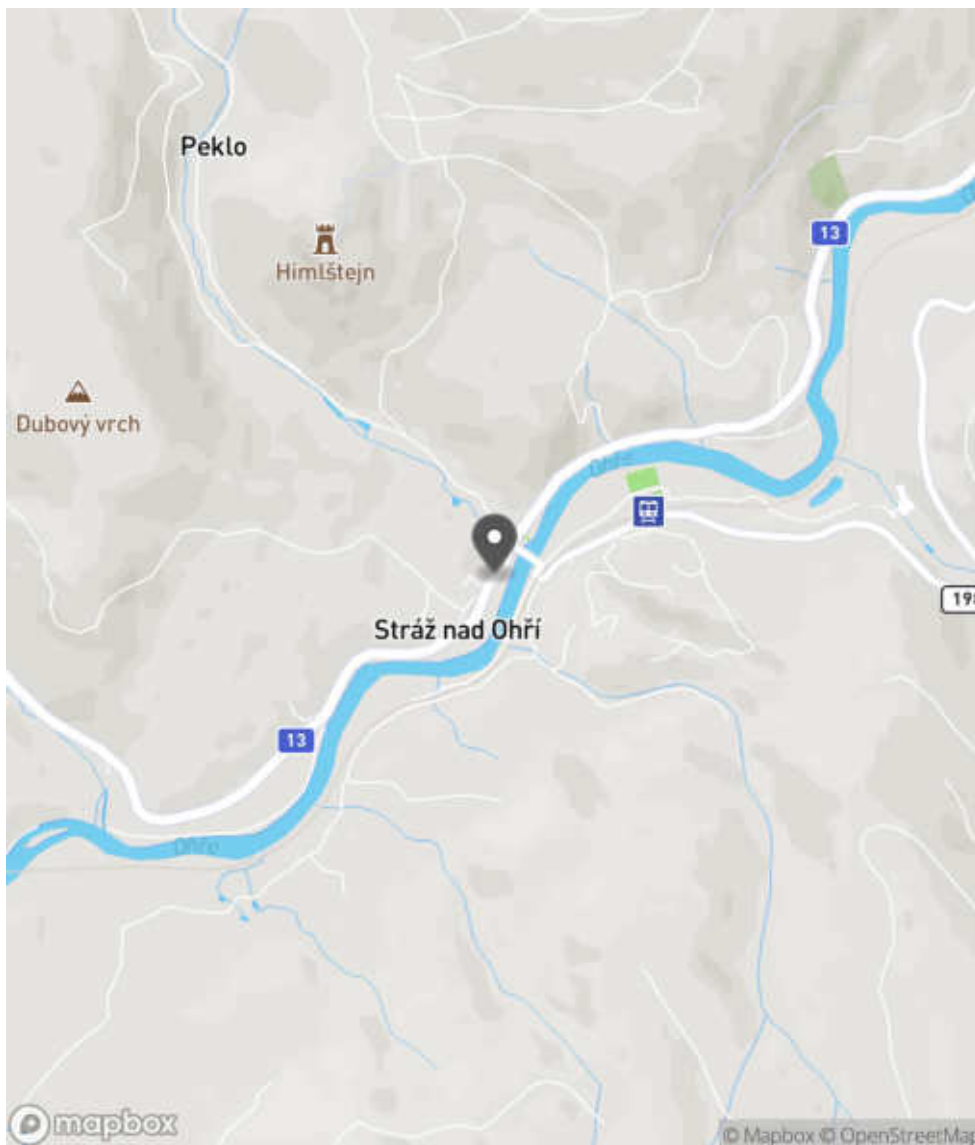 Peklo
13
Himlštejn
Dubový vrch
Ohře
Stráž nad Ohří
13
Ohře
mapbox
© Mapbox © OpenStreetMap